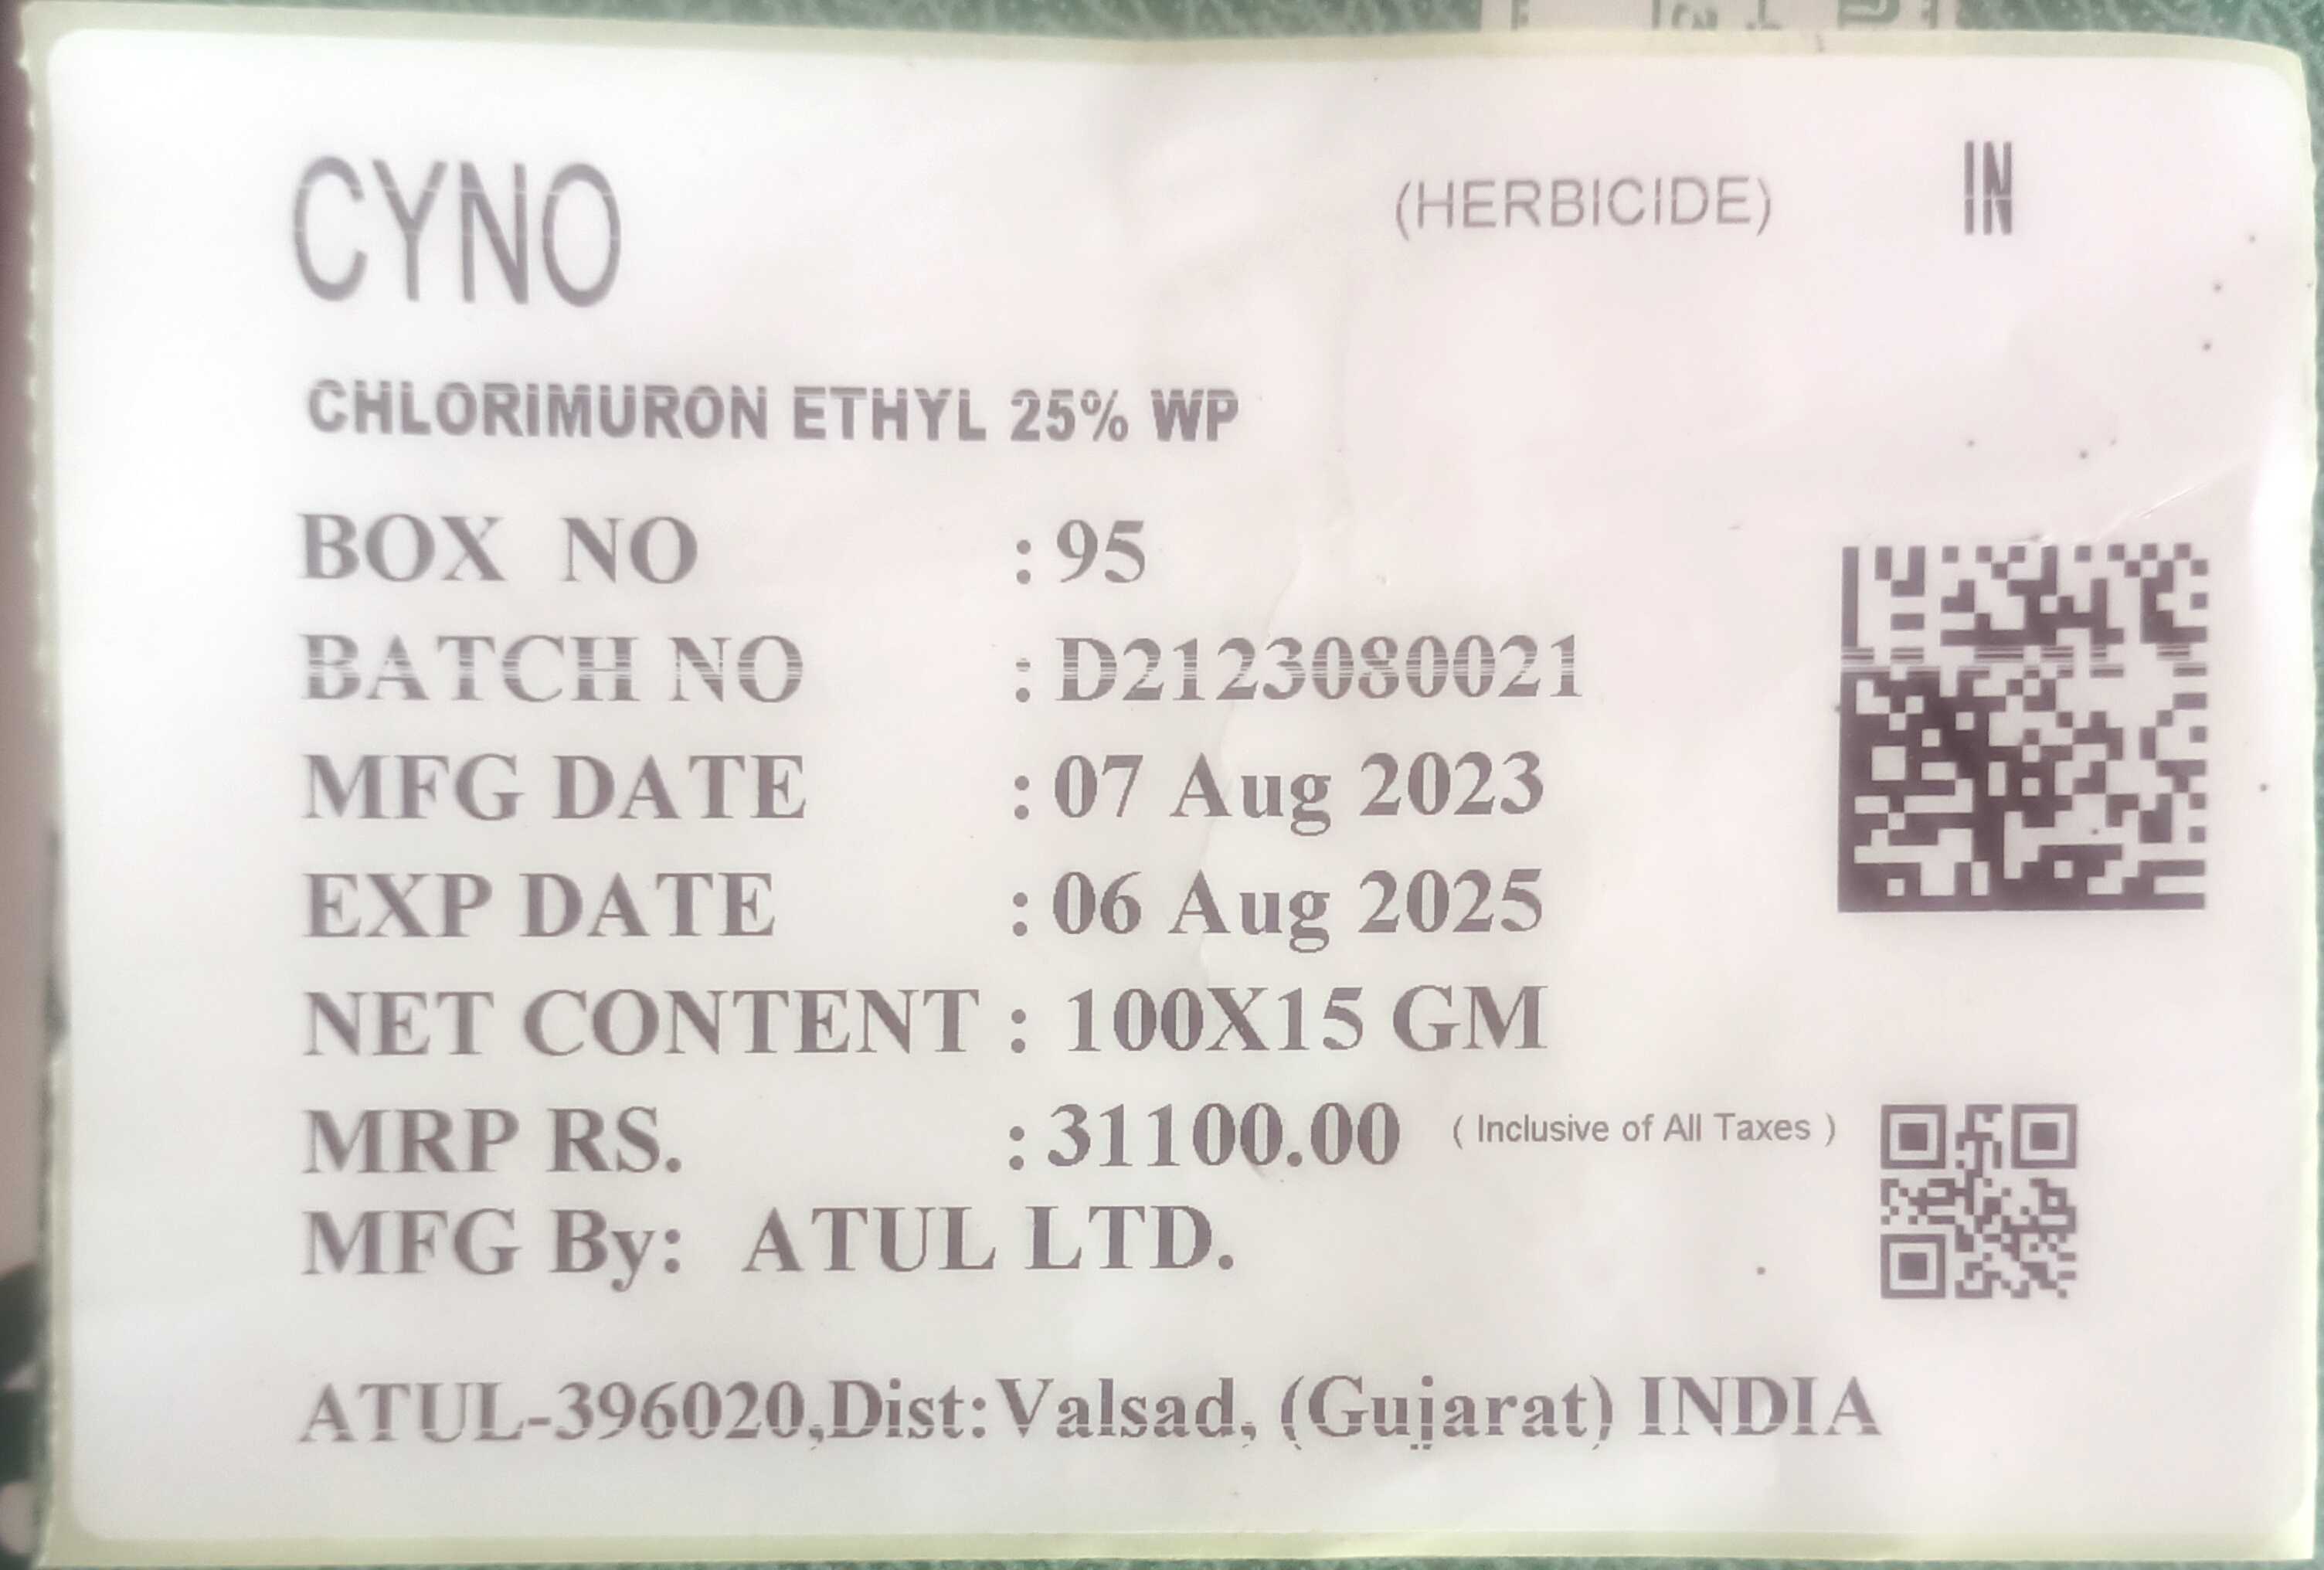 CYNO (HERBICIDE) IN
CHLORIMURON ETHYL 25% WP
BOX NO : 95
BATCH NO : D2123080021
MFG DATE : 07 Aug 2023
EXP DATE : 06 Aug 2025
NET CONTENT : 100X15 GM
MRP RS. : 31100.00 ( Inclusive of All Taxes )
MFG By: ATUL LTD.
ATUL-396020,Dist:Valsad, (Gujarat) INDIA